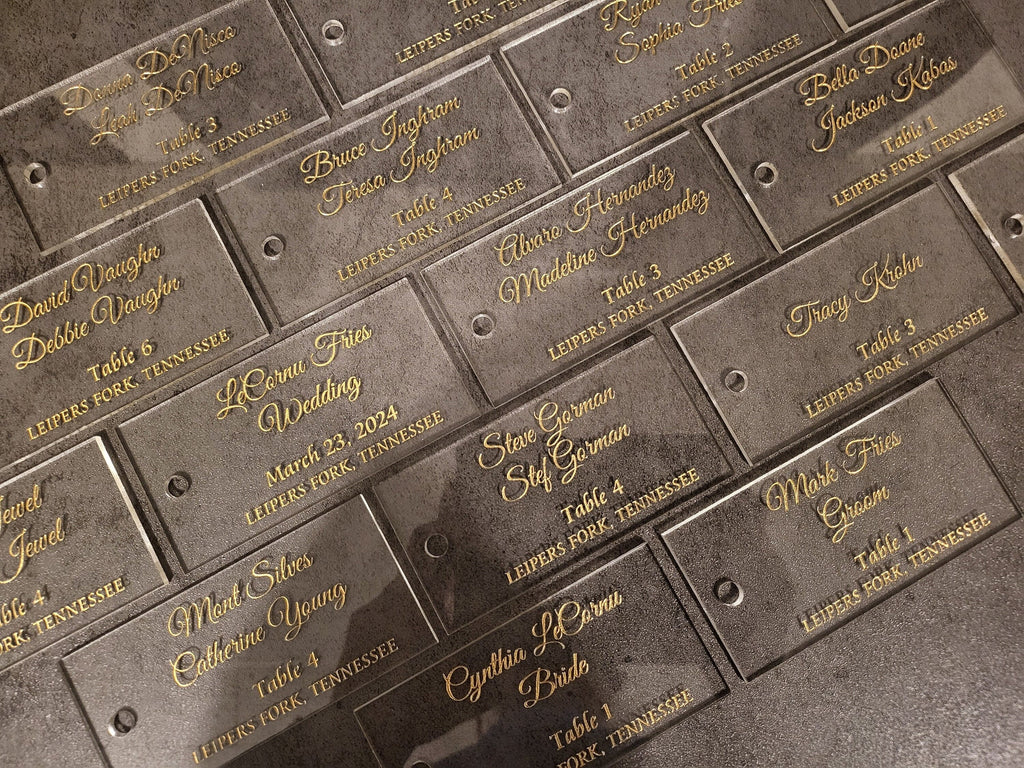 Danna DeNisco
Leah DeNisco
Table 3
LEIPERS FORK, TENNESSEE
LEIPERS FORK, TENNESSEE
Ryan
Sophia Fries
Table 2
LEIPERS FORK, TENNESSEE
Bella Doane
Jackson Kabas
Table 1
LEIPERS FORK, TENNESSEE
Bruce Inghram
Teresa Inghram
Table 4
LEIPERS FORK, TENNESSEE
Alvaro Hernandez
Madeline Hernandez
Table 3
LEIPERS FORK, TENNESSEE
Tracy Krohn
Table 3
LEIPERS FORK, TENNESSEE
David Vaughn
Debbie Vaughn
Table 6
LEIPERS FORK, TENNESSEE
LeCornu Fries
Wedding
March 23, 2024
LEIPERS FORK, TENNESSEE
Steve Gorman
Stef Gorman
Table 4
LEIPERS FORK, TENNESSEE
Mark Fries
Groom
Table 1
LEIPERS FORK, TENNESSEE
Jewel
Jewel
Table 4
FORK, TENNESSEE
Mont Silves
Catherine Young
Table 4
LEIPERS FORK, TENNESSEE
Cynthia LeCornu
Bride
Table 1
FORK, TENNESSEE